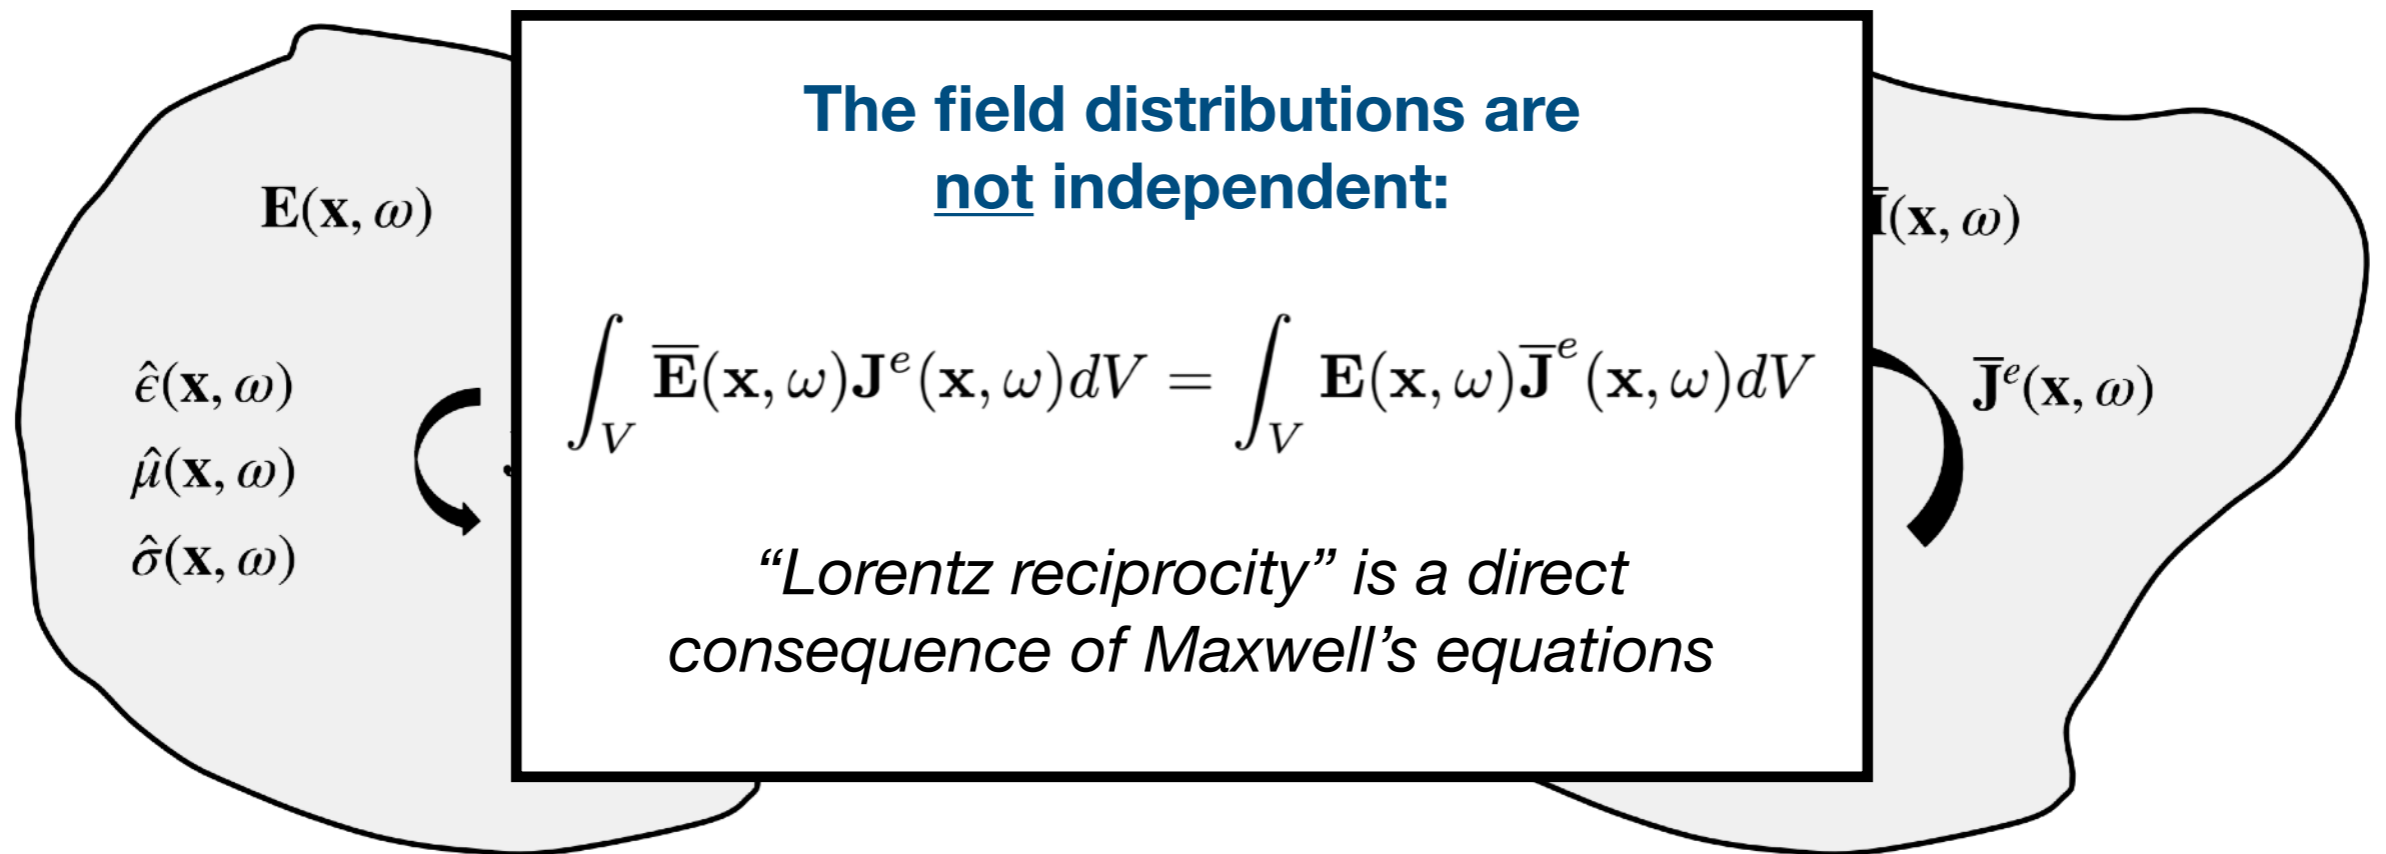 The field distributions are
not independent:
E(x, ω)
(x, ω)
∫_V E̅(x, ω)J^e(x, ω)dV = ∫_V E(x, ω)J̅^e(x, ω)dV
ϵ̂(x, ω)
J̅^e(x, ω)
μ̂(x, ω)
σ̂(x, ω)
“Lorentz reciprocity” is a direct
consequence of Maxwell’s equations